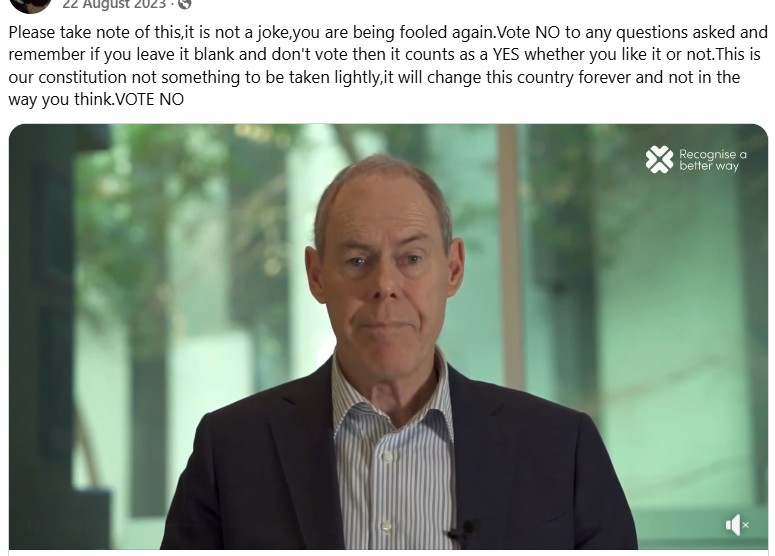 22 August 2023 ·
Please take note of this,it is not a joke,you are being fooled again.Vote NO to any questions asked and
remember if you leave it blank and don't vote then it counts as a YES whether you like it or not.This is
our constitution not something to be taken lightly,it will change this country forever and not in the
way you think.VOTE NO
Recognise a
better way